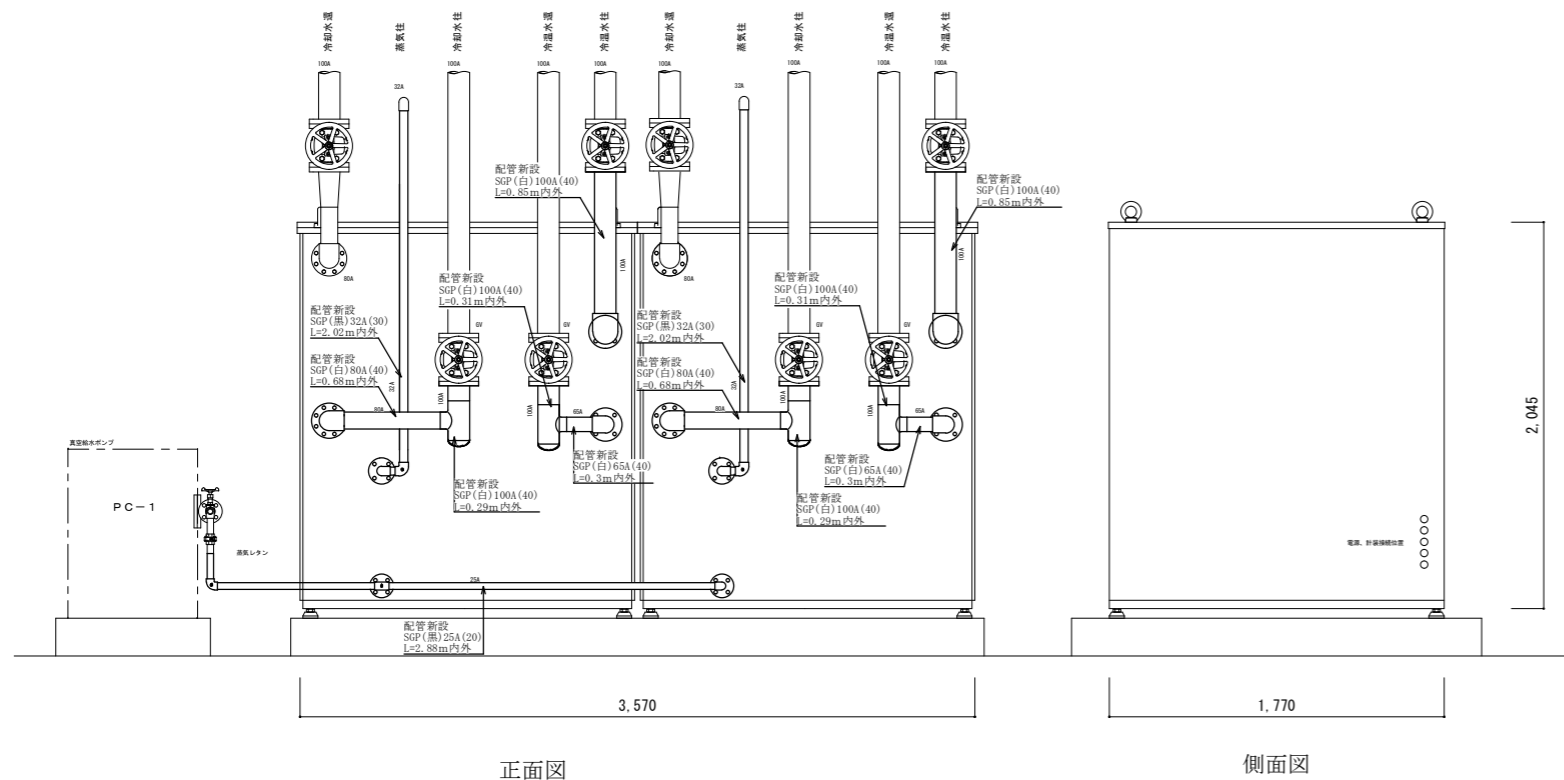 冷却水還
蒸気往
冷却水往
冷温水還
冷温水往
冷却水還
蒸気往
冷却水往
冷温水還
冷温水往
100A
32A
100A
100A
100A
100A
32A
100A
100A
100A
配管新設
SGP(白)100A(40)
L=0.85m内外
配管新設
SGP(白)100A(40)
L=0.85m内外
100A
100A
80A
80A
配管新設
SGP(白)100A(40)
L=0.31m内外
配管新設
SGP(白)100A(40)
L=0.31m内外
配管新設
SGP(黒)32A(30)
L=2.02m内外
配管新設
SGP(黒)32A(30)
L=2.02m内外
GV
GV
GV
GV
配管新設
SGP(白)80A(40)
L=0.68m内外
配管新設
SGP(白)80A(40)
L=0.68m内外
32A
100A
100A
32A
100A
100A
80A
65A
80A
65A
配管新設
SGP(白)65A(40)
L=0.3m内外
配管新設
SGP(白)65A(40)
L=0.3m内外
配管新設
SGP(白)100A(40)
L=0.29m内外
配管新設
SGP(白)100A(40)
L=0.29m内外
真空給水ポンプ
PC－1
蒸気レタン
25A
配管新設
SGP(黒)25A(20)
L=2.88m内外
電源、計装接続位置
2,045
3,570
1,770
正面図
側面図